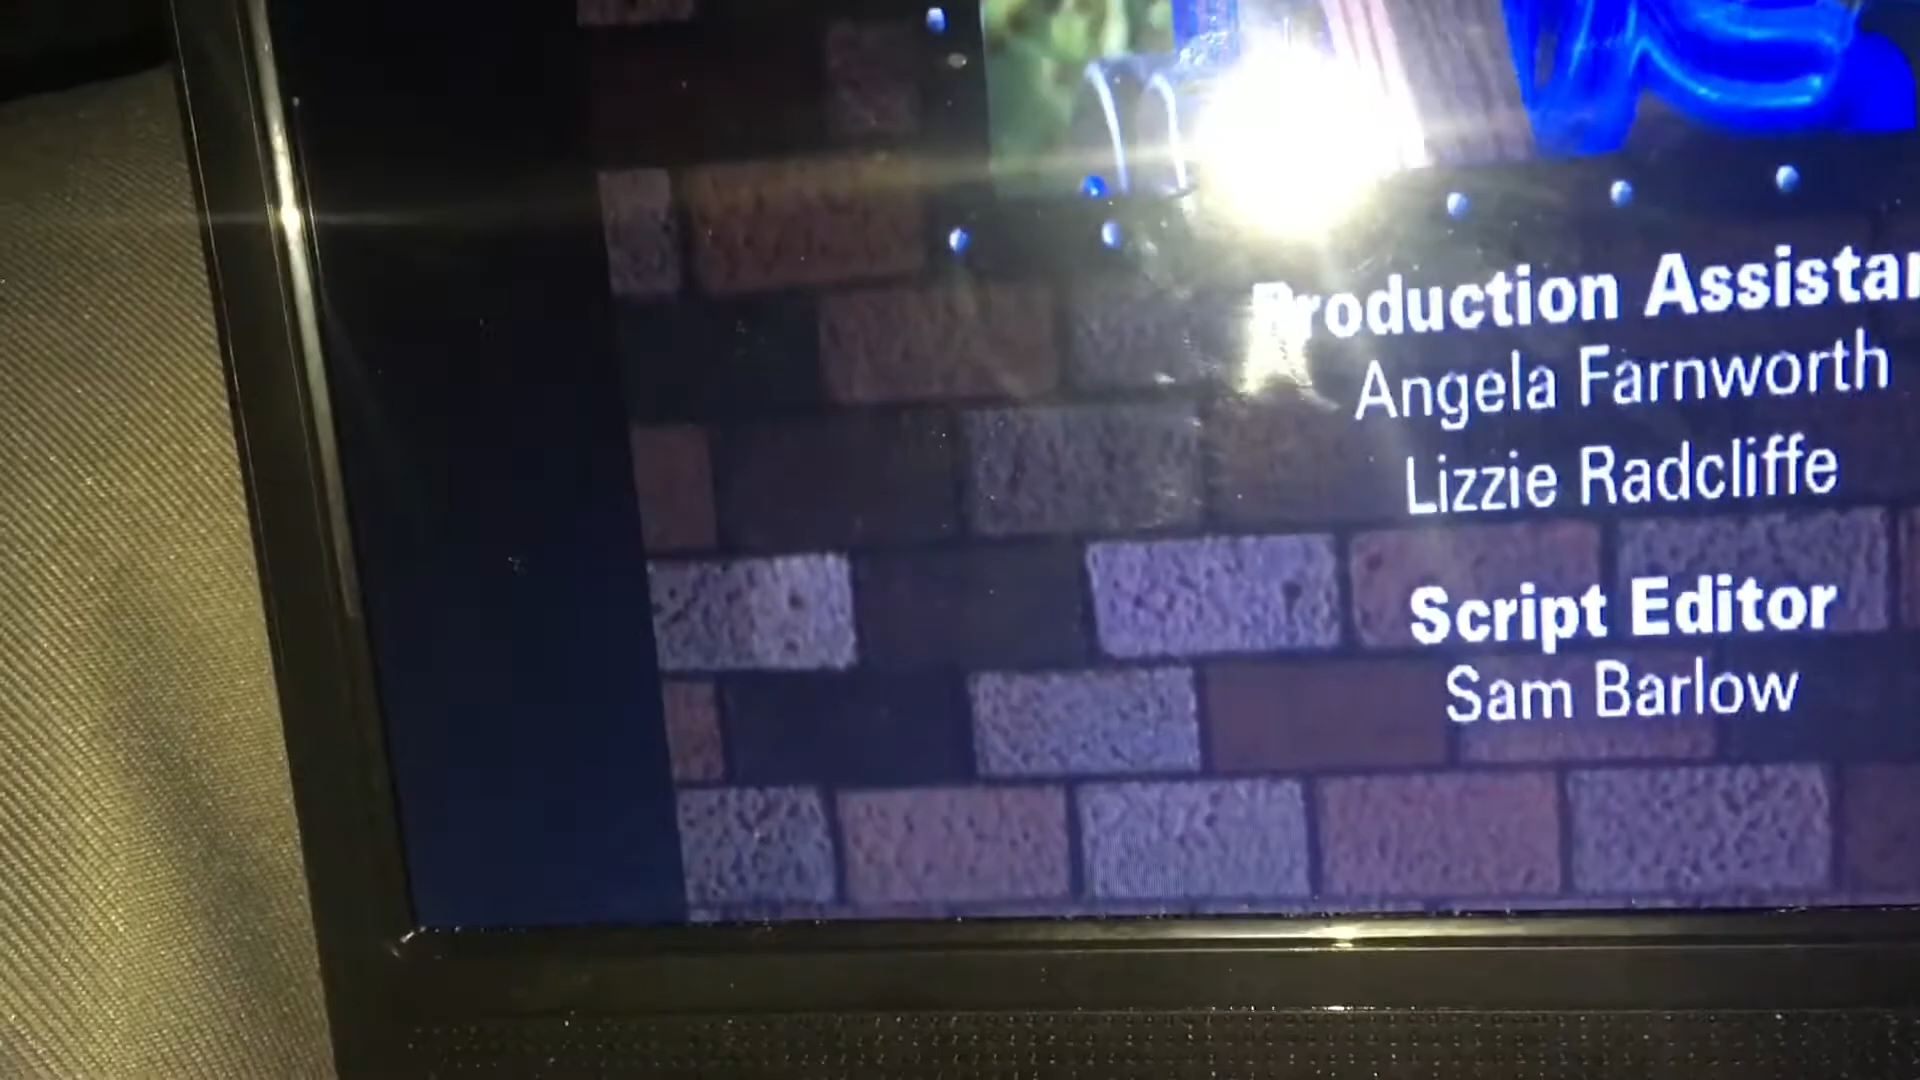 Production Assistan
Angela Farnworth
Lizzie Radcliffe
Script Editor
Sam Barlow